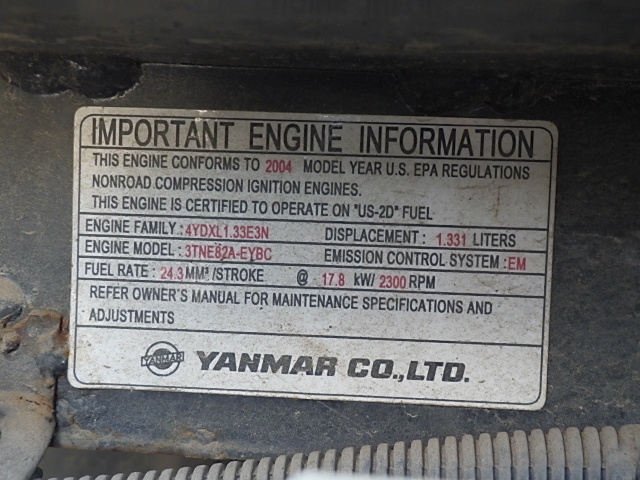 IMPORTANT ENGINE INFORMATION
THIS ENGINE CONFORMS TO 2004 MODEL YEAR U.S. EPA REGULATIONS
NONROAD COMPRESSION IGNITION ENGINES.
THIS ENGINE IS CERTIFIED TO OPERATE ON "US-2D" FUEL
ENGINE FAMILY : 4YDXL1.33E3N DISPLACEMENT : 1.331 LITERS
ENGINE MODEL : 3TNE82A-EYBC EMISSION CONTROL SYSTEM : EM
FUEL RATE : 24.3 MM³ /STROKE @ 17.8 kW/ 2300 RPM
REFER OWNER'S MANUAL FOR MAINTENANCE SPECIFICATIONS AND
ADJUSTMENTS
YANMAR YANMAR CO.,LTD.